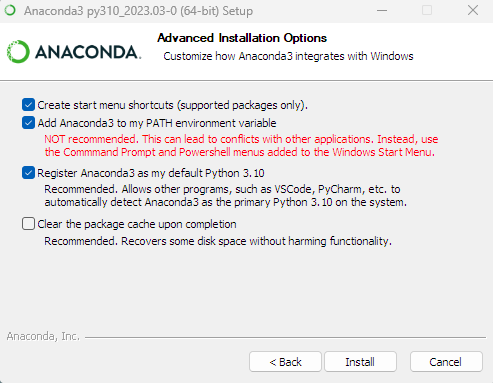 Anaconda3 py310_2023.03-0 (64-bit) Setup
ANACONDA.
Advanced Installation Options
Customize how Anaconda3 integrates with Windows
Create start menu shortcuts (supported packages only).
Add Anaconda3 to my PATH environment variable
NOT recommended. This can lead to conflicts with other applications. Instead, use
the Commmand Prompt and Powershell menus added to the Windows Start Menu.
Register Anaconda3 as my default Python 3.10
Recommended. Allows other programs, such as VSCode, PyCharm, etc. to
automatically detect Anaconda3 as the primary Python 3.10 on the system.
Clear the package cache upon completion
Recommended. Recovers some disk space without harming functionality.
Anaconda, Inc.
< Back
Install
Cancel